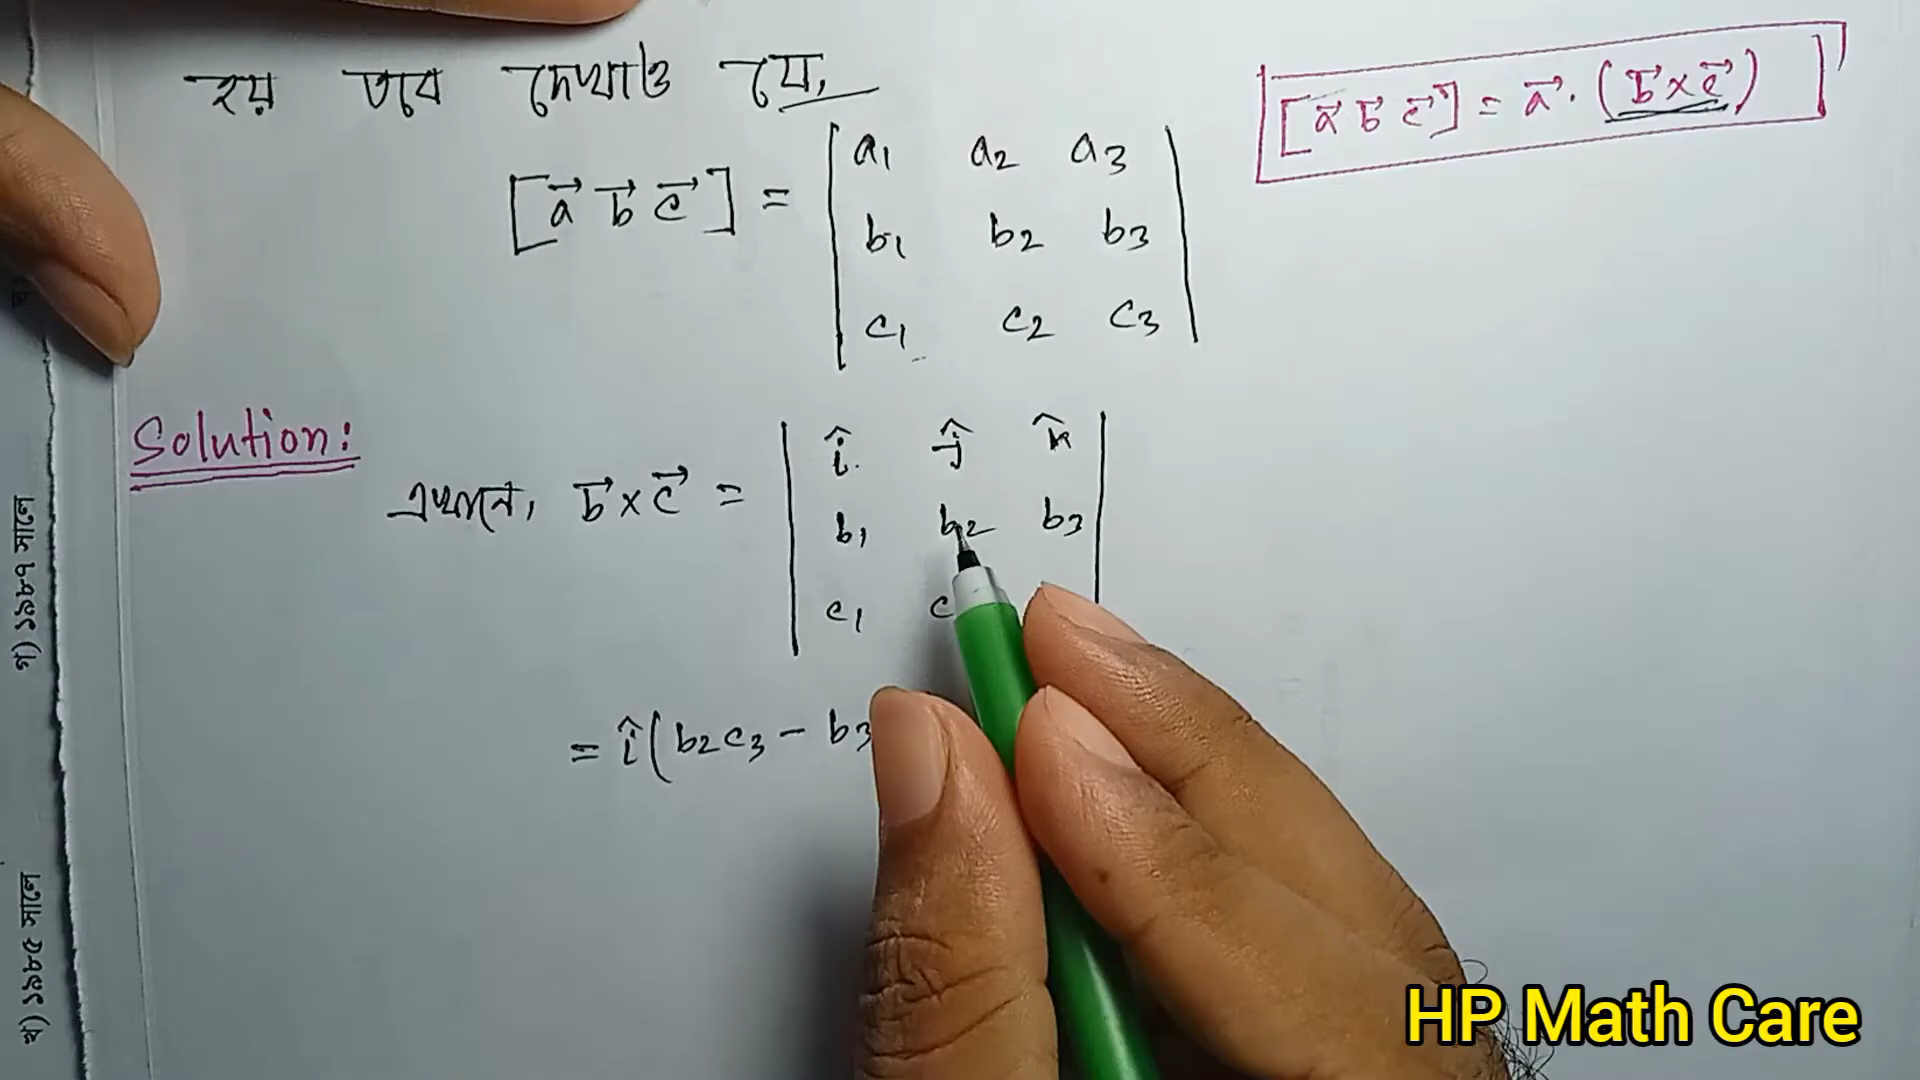 হয় তবে দেখাও যে,
[a⃗ b⃗ c⃗] = a⃗ · (b⃗ × c⃗)
[a⃗ b⃗ c⃗] = | a1 a2 a3 |
| b1 b2 b3 |
| c1 c2 c3 |
Solution:
এখানে, b⃗ × c⃗ = | î ĵ k̂ |
| b1 b2 b3 |
| c1 c
= î (b2c3 − b3
গ) ১৯৮৭ সালে
HP Math Care